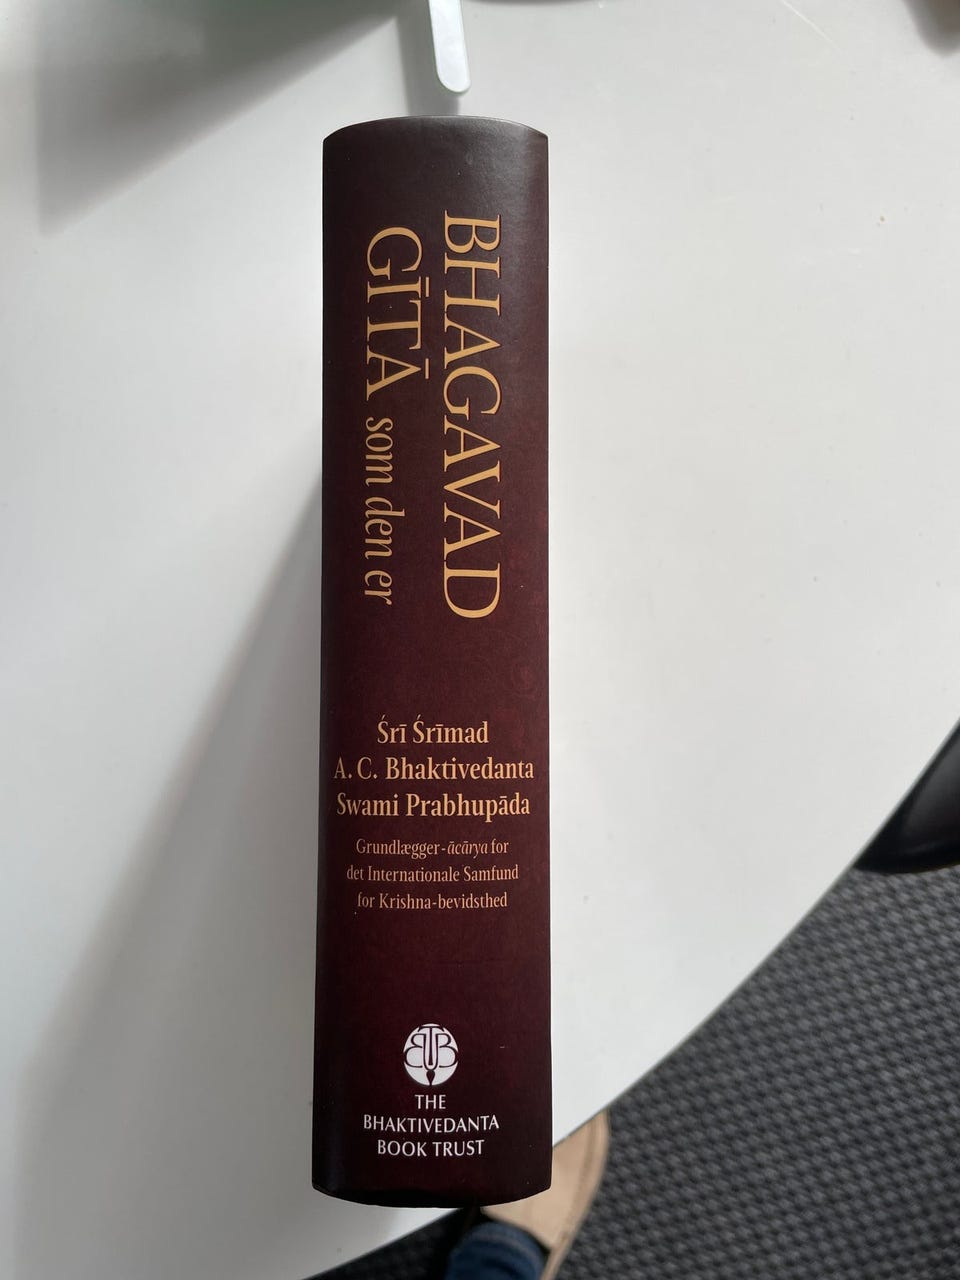 BHAGAVAD
GĪTĀ som den er
Śrī Śrīmad
A. C. Bhaktivedanta
Swami Prabhupāda
Grundlægger-ācārya for
det Internationale Samfund
for Krishna-bevidsthed
BTB
THE
BHAKTIVEDANTA
BOOK TRUST